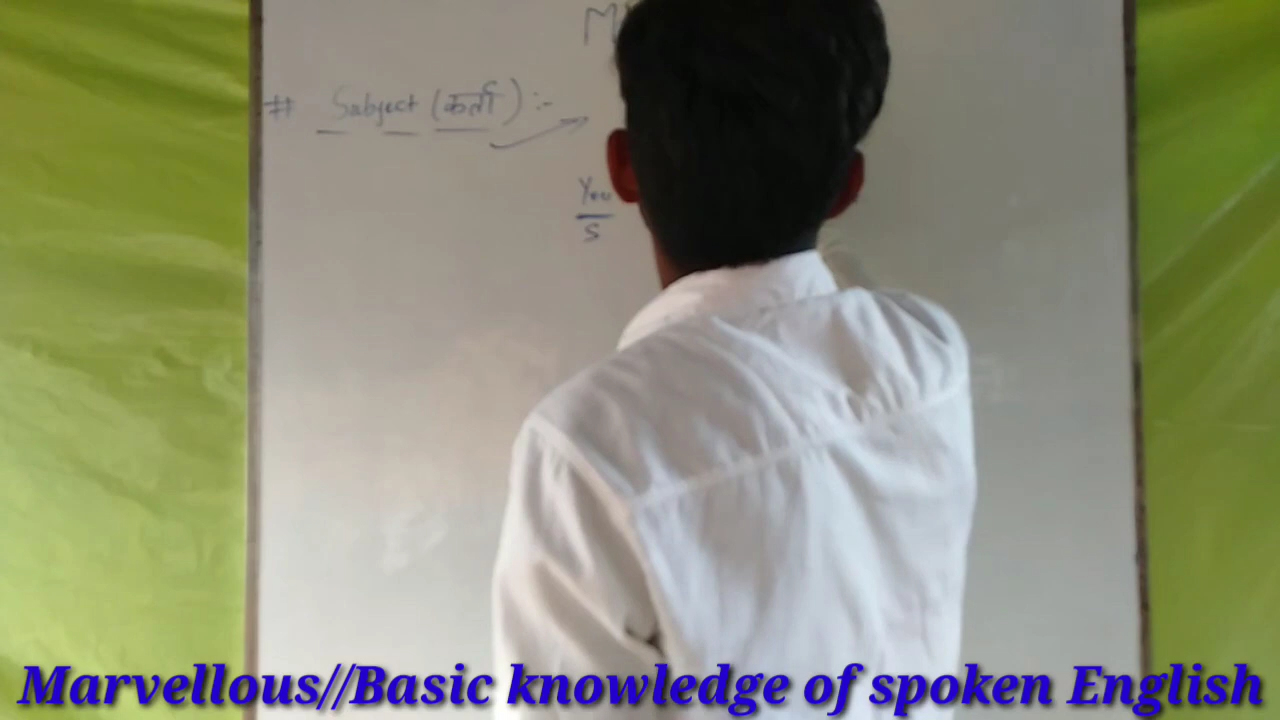 # Subject (कर्ता) :-
You
S
Marvellous//Basic knowledge of spoken English